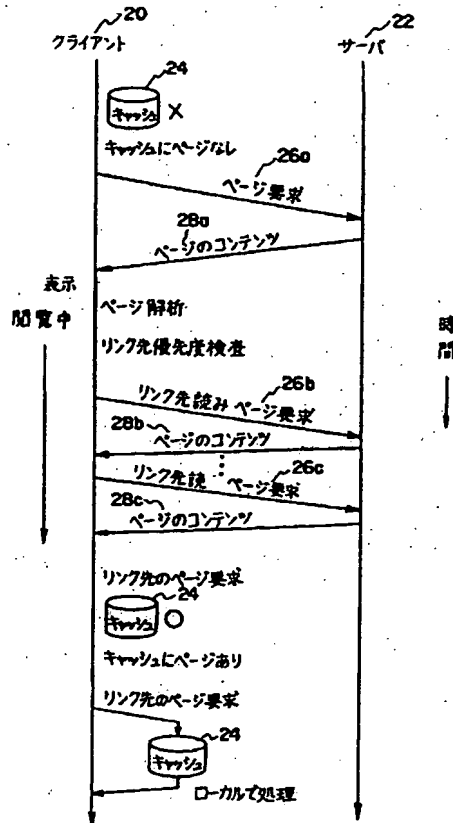 20
クライアント
22
サーバ
24
キャッシュ ×
キャッシュにページなし
26a
ページ要求
28a
ページのコンテンツ
表示
閲覧中
時間
ページ解析
リンク先優先度検査
26b
リンク先読みページ要求
28b
ページのコンテンツ
26c
リンク先読 ページ要求
28c
ページのコンテンツ
リンク先のページ要求
24
キャッシュ ○
キャッシュにページあり
リンク先のページ要求
24
キャッシュ
ローカルで処理